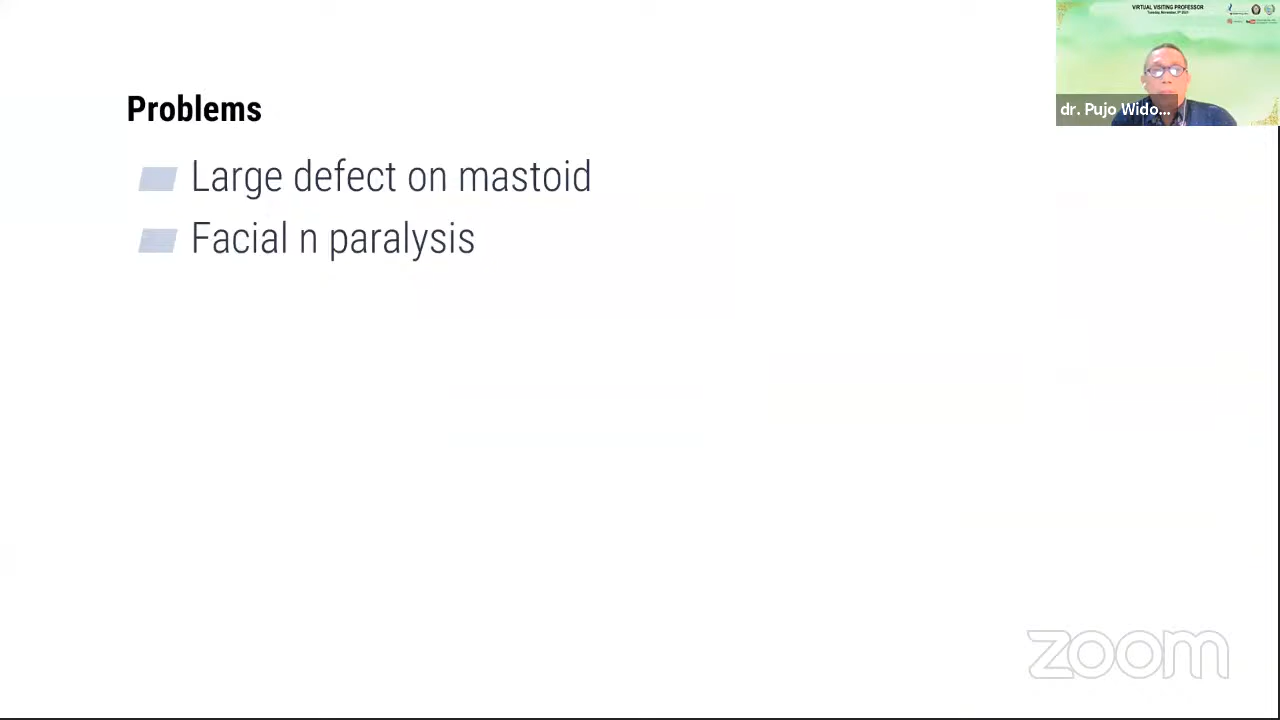 Problems
Large defect on mastoid
Facial n paralysis
VIRTUAL VISITING PROFESSOR
dr. Pujo Wido...
zoom